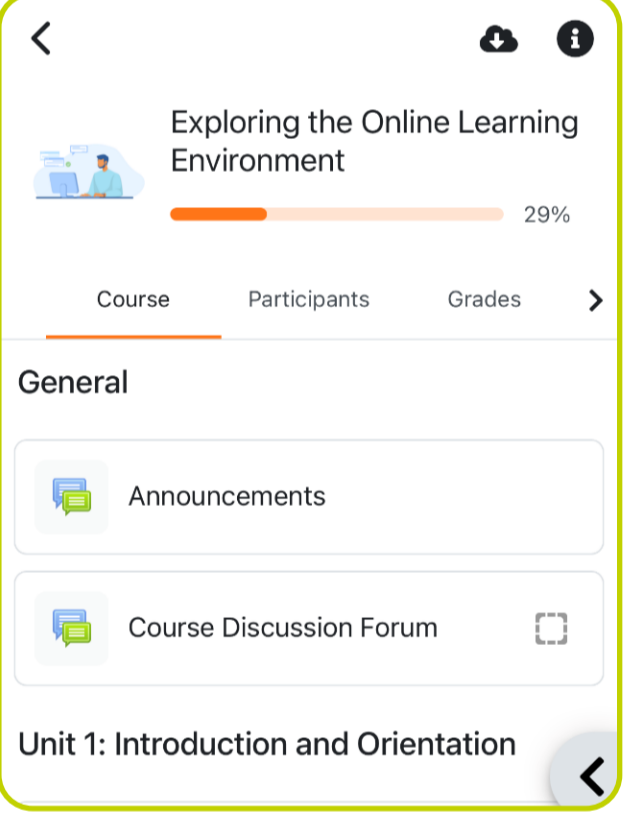 Exploring the Online Learning
Environment
29%
Course Participants Grades
General
Announcements
Course Discussion Forum
Unit 1: Introduction and Orientation